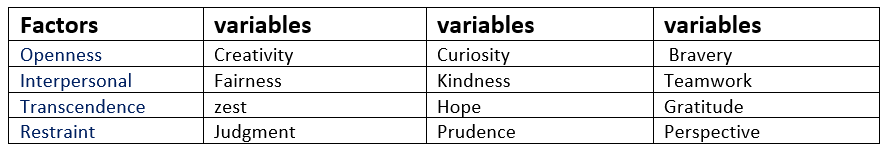 Factors variables variables variables
Openness Creativity Curiosity Bravery
Interpersonal Fairness Kindness Teamwork
Transcendence zest Hope Gratitude
Restraint Judgment Prudence Perspective